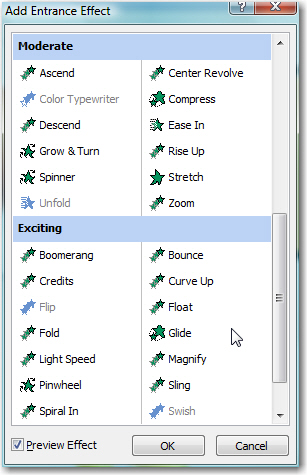 Add Entrance Effect
Moderate
Ascend Center Revolve
Color Typewriter Compress
Descend Ease In
Grow & Turn Rise Up
Spinner Stretch
Unfold Zoom
Exciting
Boomerang Bounce
Credits Curve Up
Flip Float
Fold Glide
Light Speed Magnify
Pinwheel Sling
Spiral In Swish
Preview Effect OK Cancel